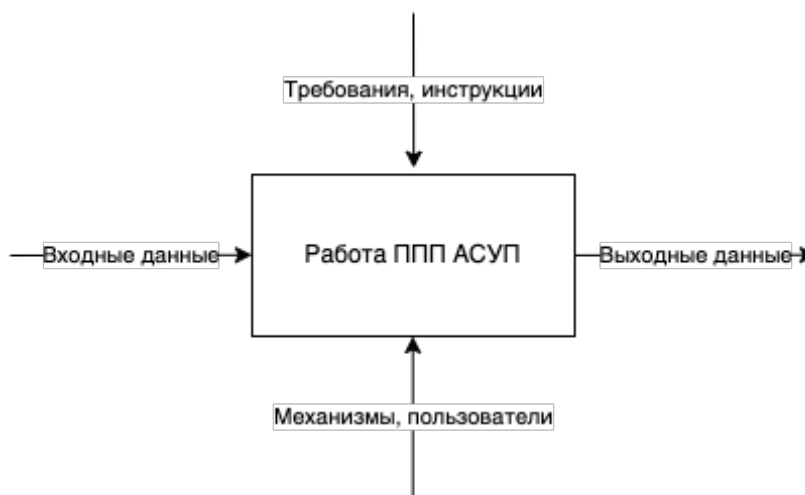 Требования, инструкции
Входные данные
Работа ППП АСУП
Выходные данные
Механизмы, пользователи